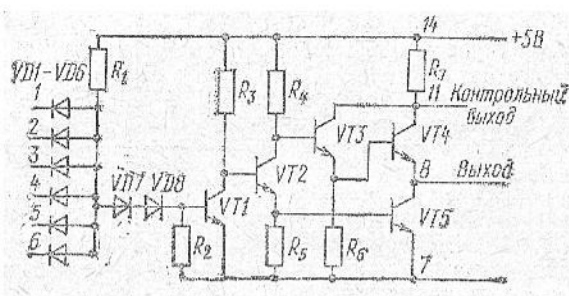 14
+5В
VD1-VD6
R1
R3
R4
R7
1
11
Контрольный
выход
2
VT3
VT4
3
8
Выход
4
VD7
VD8
VT2
VT1
VT5
5
R2
R5
R6
7
6